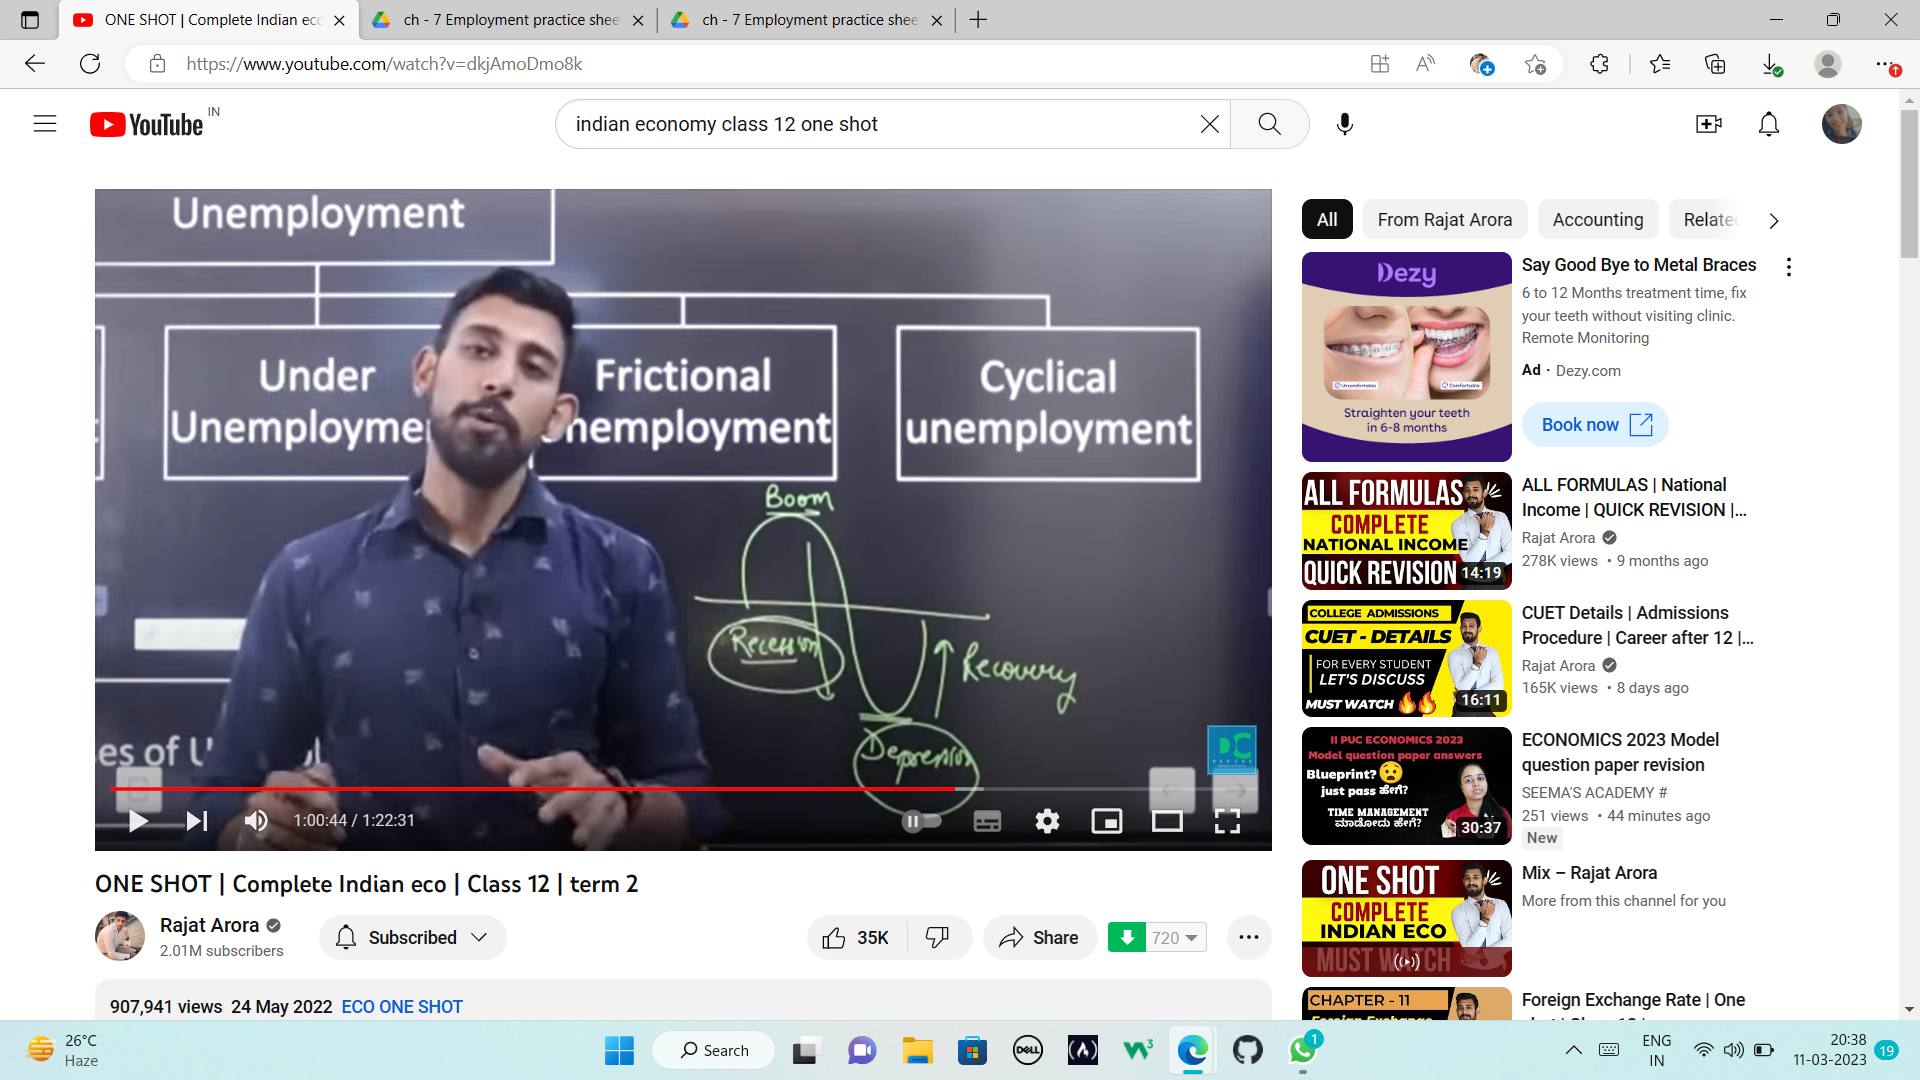 ONE SHOT | Complete Indian eco
ch - 7 Employment practice shee
ch - 7 Employment practice shee
https://www.youtube.com/watch?v=dkjAmoDmo8k
YouTube IN
indian economy class 12 one shot
Unemployment
Under
Unemployme
Frictional
nemployment
Cyclical
unemployment
Boom
Recession
Recovery
Depression
es of U
DC
1:00:44 / 1:22:31
ONE SHOT | Complete Indian eco | Class 12 | term 2
Rajat Arora
2.01M subscribers
Subscribed
35K
Share
720
907,941 views 24 May 2022 ECO ONE SHOT
All
From Rajat Arora
Accounting
Related
Dezy
Uncomfortable
Comfortable
Straighten your teeth
in 6-8 months
Say Good Bye to Metal Braces
6 to 12 Months treatment time, fix
your teeth without visiting clinic.
Remote Monitoring
Ad · Dezy.com
Book now
ALL FORMULAS
COMPLETE
NATIONAL INCOME
QUICK REVISION
14:19
ALL FORMULAS | National
Income | QUICK REVISION |...
Rajat Arora
278K views • 9 months ago
COLLEGE ADMISSIONS
CUET - DETAILS
FOR EVERY STUDENT
LET'S DISCUSS
MUST WATCH
16:11
CUET Details | Admissions
Procedure | Career after 12 |...
Rajat Arora
165K views • 8 days ago
II PUC ECONOMICS 2023
Model question paper answers
Blueprint?
just pass ಹೇಗೆ?
TIME MANAGEMENT
ಮಾಡೋದು ಹೇಗೆ?
30:37
ECONOMICS 2023 Model
question paper revision
SEEMA'S ACADEMY #
251 views • 44 minutes ago
New
ONE SHOT
COMPLETE
INDIAN ECO
MUST WATCH
Mix – Rajat Arora
More from this channel for you
CHAPTER - 11
Foreign Exchange
Foreign Exchange Rate | One
26°C
Haze
Search
DELL
1
ENG
IN
20:38
11-03-2023
19